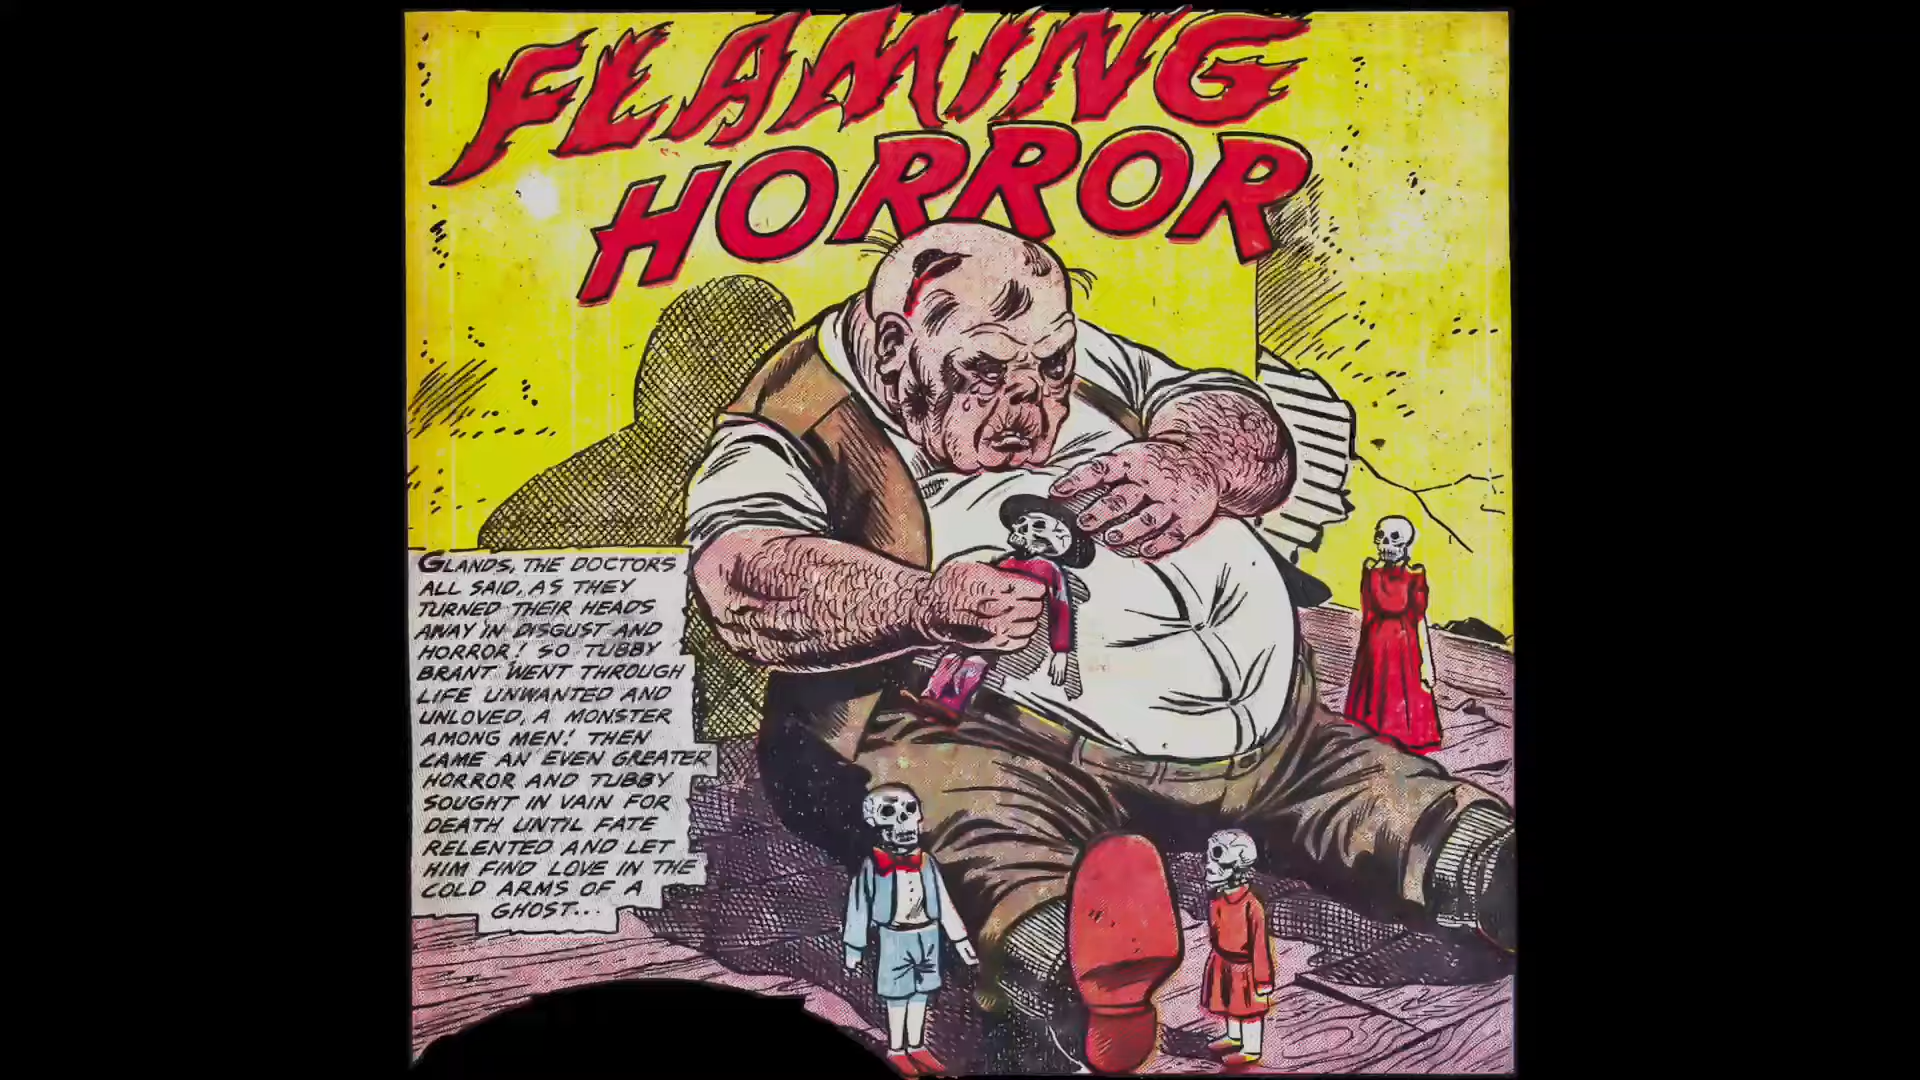 FLAMING
HORROR
GLANDS, THE DOCTORS
ALL SAID, AS THEY
TURNED THEIR HEADS
AWAY IN DISGUST AND
HORROR! SO TUBBY
BRANT WENT THROUGH
LIFE UNWANTED AND
UNLOVED, A MONSTER
AMONG MEN! THEN
CAME AN EVEN GREATER
HORROR AND TUBBY
SOUGHT IN VAIN FOR
DEATH UNTIL FATE
RELENTED AND LET
HIM FIND LOVE IN THE
COLD ARMS OF A
GHOST...